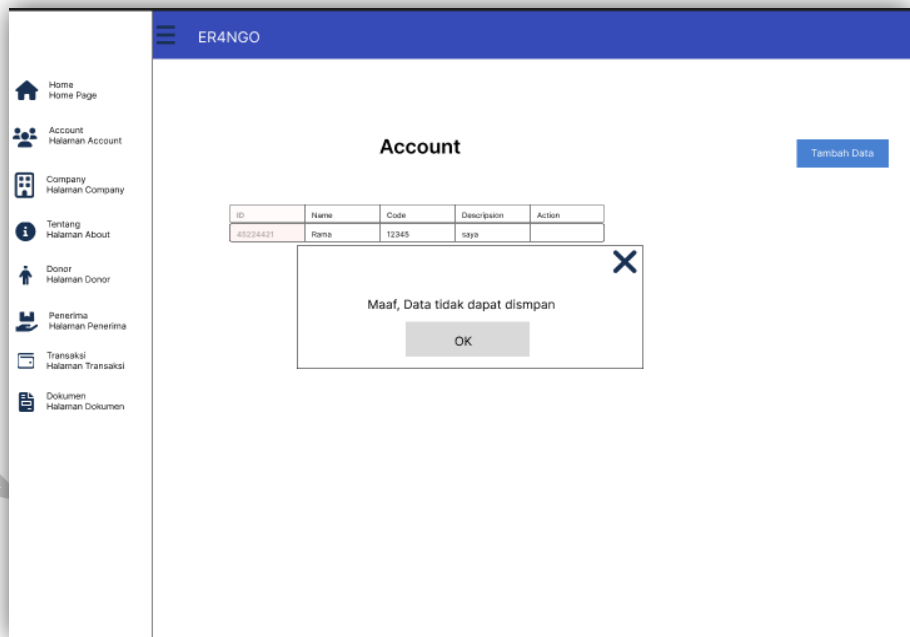 ER4NGO
Home
Home Page
Account
Halaman Account
Company
Halaman Company
Tentang
Halaman About
Donor
Halaman Donor
Penerima
Halaman Penerima
Transaksi
Halaman Transaksi
Dokumen
Halaman Dokumen
Account
Tambah Data
ID Name Code Descripsion Action
45224421 Rama 12345 saya
Maaf, Data tidak dapat dismpan
OK